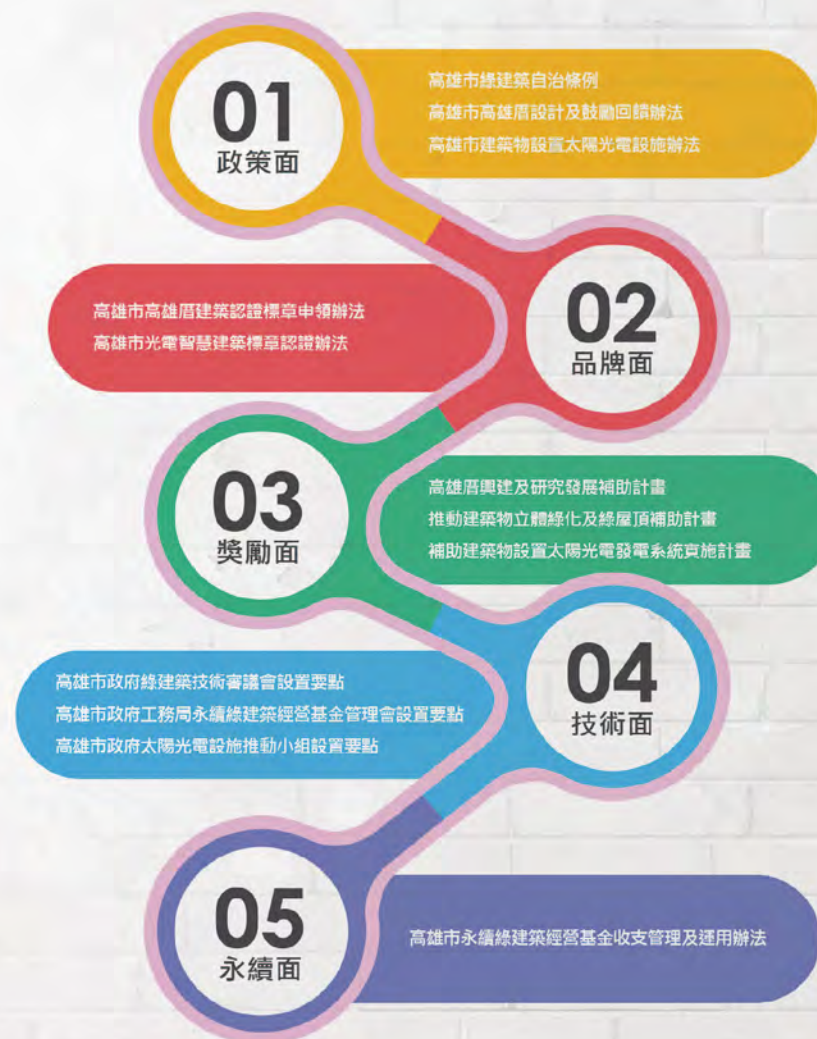 01
政策面
高雄市綠建築自治條例
高雄市高雄厝設計及鼓勵回饋辦法
高雄市建築物設置太陽光電設施辦法
02
品牌面
高雄市高雄厝建築認證標章申領辦法
高雄市光電智慧建築標章認證辦法
03
獎勵面
高雄厝興建及研究發展補助計畫
推動建築物立體綠化及綠屋頂補助計畫
補助建築物設置太陽光電發電系統實施計畫
04
技術面
高雄市政府綠建築技術審議會設置要點
高雄市政府工務局永續綠建築經營基金管理會設置要點
高雄市政府太陽光電設施推動小組設置要點
05
永續面
高雄市永續綠建築經營基金收支管理及運用辦法